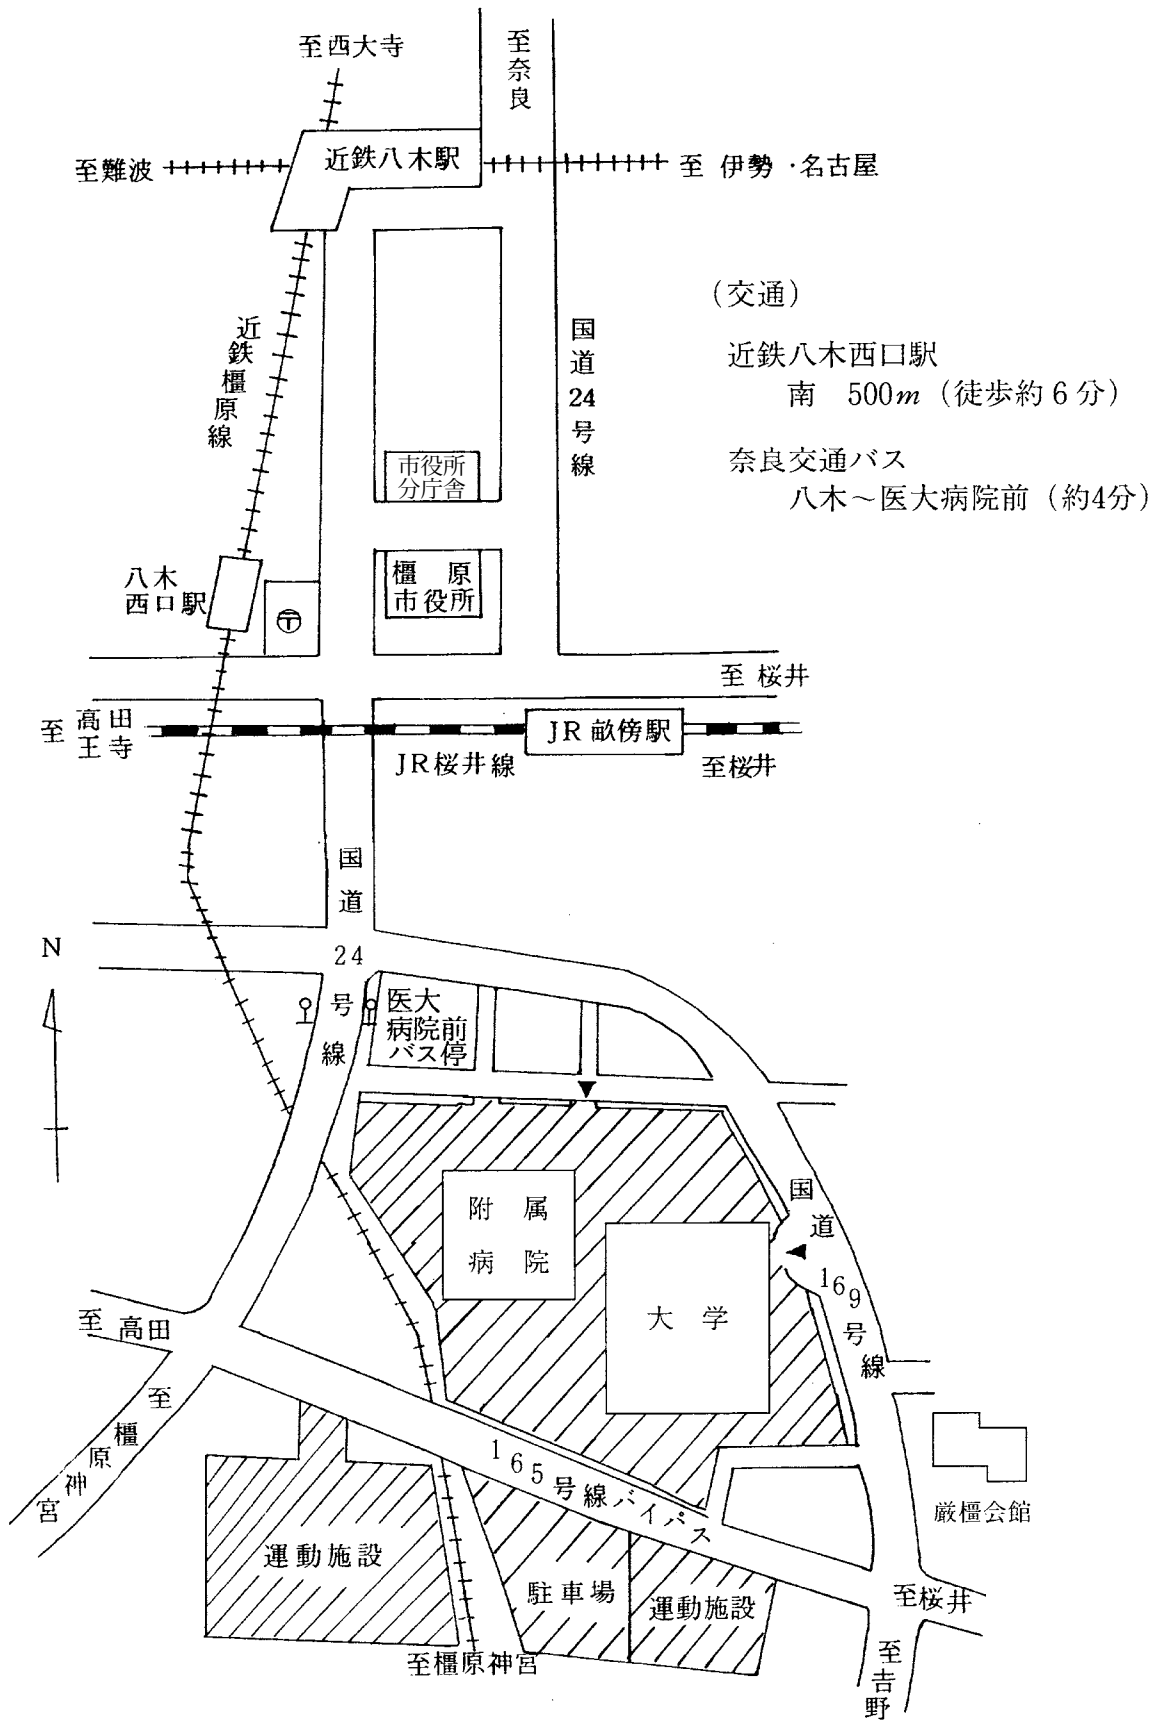 至西大寺
至奈良
至難波
近鉄八木駅
至 伊勢・名古屋
(交通)
近鉄八木西口駅
南 500m(徒歩約6分)
奈良交通バス
八木～医大病院前(約4分)
近鉄橿原線
国道24号線
市役所
分庁舎
八木
西口駅
〒
橿原
市役所
至 桜井
至 高田
王寺
JR畝傍駅
JR桜井線
至桜井
国道24号線
N
医大
病院前
バス停
附属
病院
大学
国道169号線
至 高田
至橿原神宮
165号線バイパス
厳橿会館
運動施設
駐車場
運動施設
至桜井
至橿原神宮
至吉野